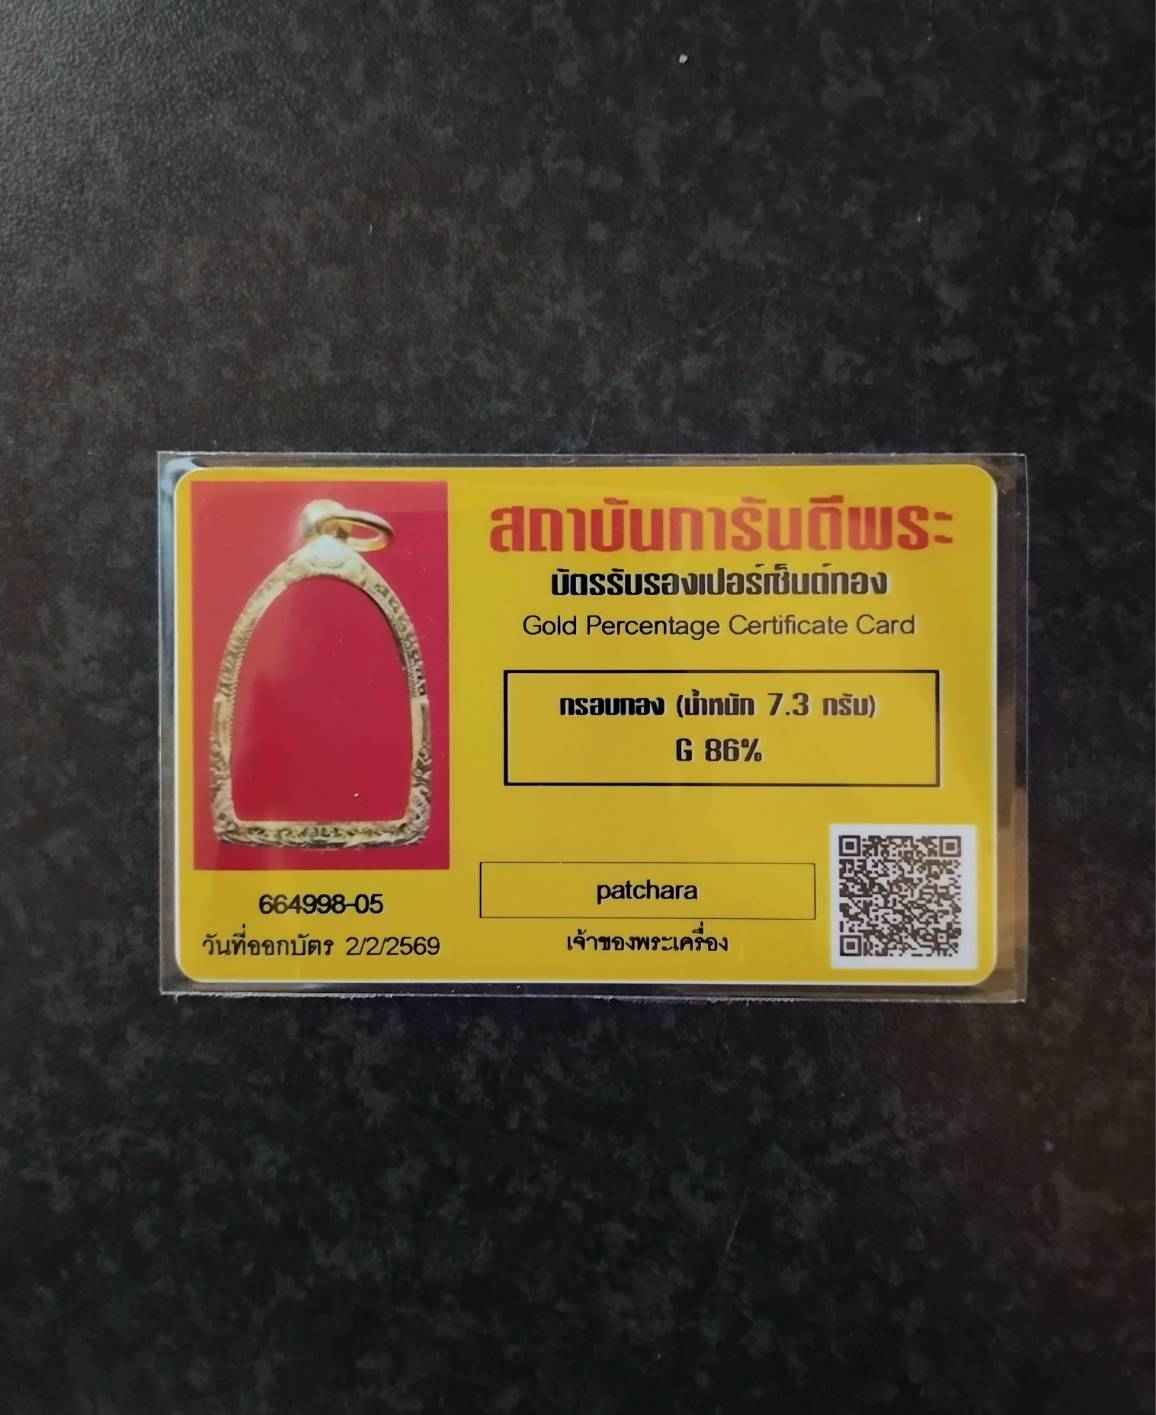 สถาบันการันตีพระ
บัตรรับรองเปอร์เซ็นต์ทอง
Gold Percentage Certificate Card
กรอบทอง (น้ำหนัก 7.3 กรัม)
G 86%
664998-05
วันที่ออกบัตร 2/2/2569
patchara
เจ้าของพระเครื่อง